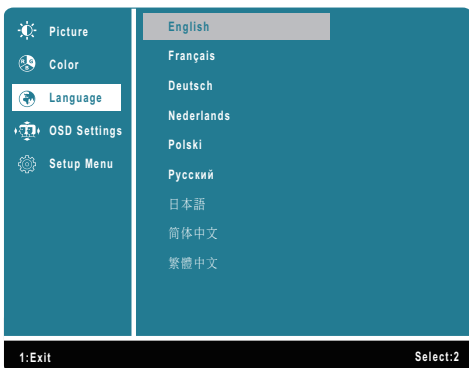 Picture
Color
Language
OSD Settings
Setup Menu
English
Français
Deutsch
Nederlands
Polski
Русский
日本語
简体中文
繁體中文
1:Exit
Select:2